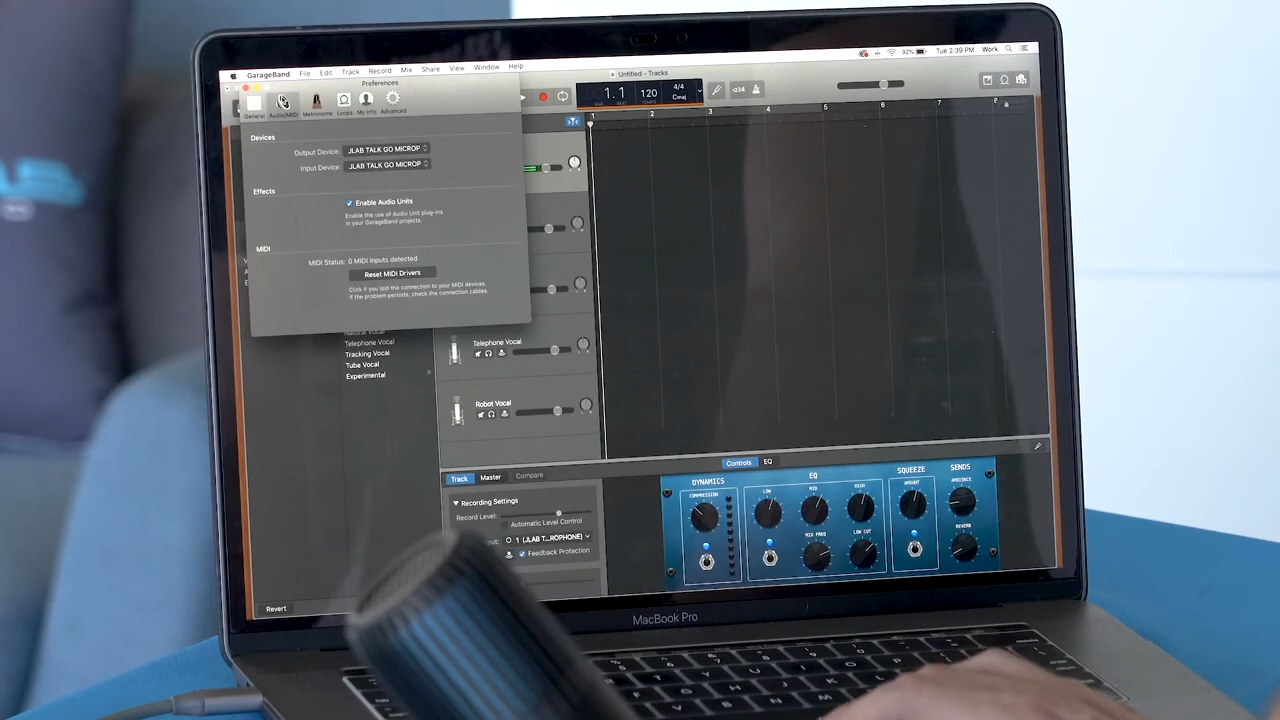 GarageBand File Edit Track Record Mix Share View Window Help
92% Tue 2:39 PM Work
Preferences
Untitled - Tracks
General Audio/MIDI Metronome Loops My Info Advanced
1.1 120 4/4 Cmaj
1234
1 2 3 4 5 6 7 8
Devices
Output Device: JLAB TALK GO MICROP
Input Device: JLAB TALK GO MICROP
Effects
Enable Audio Units
Enable the use of Audio Unit plug-ins
in your GarageBand projects.
MIDI
MIDI Status: 0 MIDI Inputs detected
Reset MIDI Drivers
Click if you lost the connection to your MIDI devices.
If the problem persists, check the connection cables.
Natural Vocal
Telephone Vocal
Tracking Vocal
Tube Vocal
Experimental
Telephone Vocal
Robot Vocal
Controls EQ
Track Master Compare
Recording Settings
Record Level:
Automatic Level Control
1 (JLAB T...ROPHONE)
Feedback Protection
Revert
DYNAMICS EQ SQUEEZE SENDS
COMPRESSION LOW MID HIGH AMOUNT AMBIENCE
MID FREQ LOW CUT REVERB
MacBook Pro